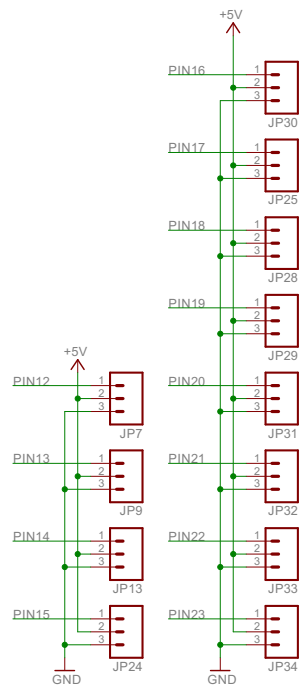 +5V
PIN16
1
2
3
JP30
PIN17
1
2
3
JP25
PIN18
1
2
3
JP28
PIN19
1
2
3
JP29
+5V
PIN12
1
2
3
JP7
PIN20
1
2
3
JP31
PIN13
1
2
3
JP9
PIN21
1
2
3
JP32
PIN14
1
2
3
JP13
PIN22
1
2
3
JP33
PIN15
1
2
3
JP24
PIN23
1
2
3
JP34
GND
GND